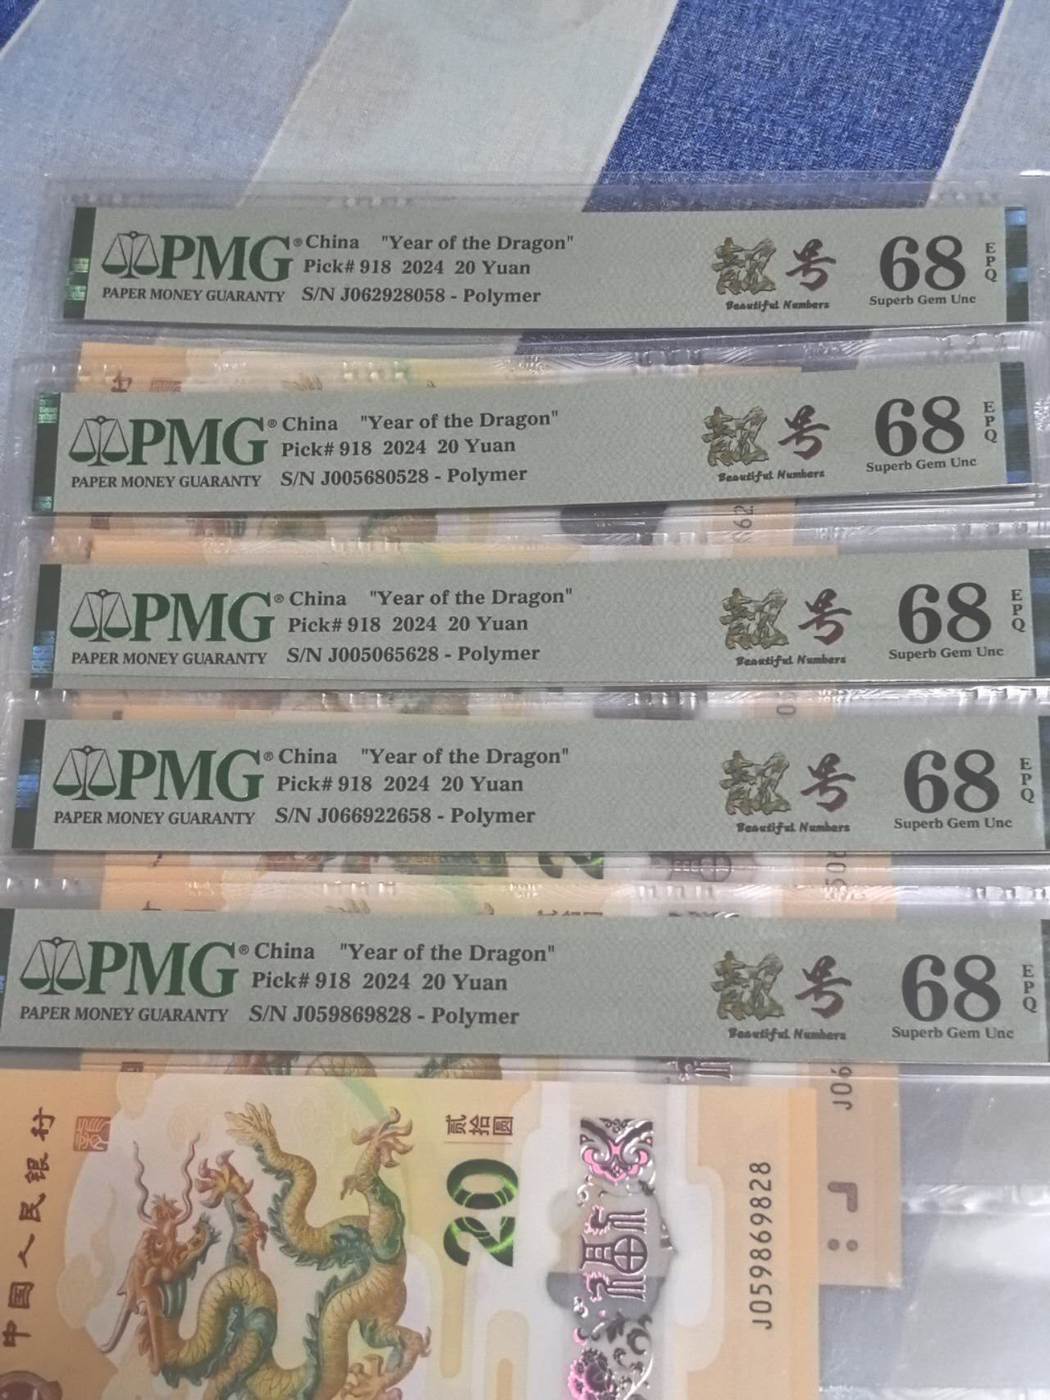 PMG® China "Year of the Dragon"
Pick# 918 2024 20 Yuan
PAPER MONEY GUARANTY S/N J062928058 - Polymer
靓号
Beautiful Numbers
68
EPQ
Superb Gem Unc
PMG® China "Year of the Dragon"
Pick# 918 2024 20 Yuan
PAPER MONEY GUARANTY S/N J005680528 - Polymer
靓号
Beautiful Numbers
68
EPQ
Superb Gem Unc
PMG® China "Year of the Dragon"
Pick# 918 2024 20 Yuan
PAPER MONEY GUARANTY S/N J005065628 - Polymer
靓号
Beautiful Numbers
68
EPQ
Superb Gem Unc
PMG® China "Year of the Dragon"
Pick# 918 2024 20 Yuan
PAPER MONEY GUARANTY S/N J066922658 - Polymer
靓号
Beautiful Numbers
68
EPQ
Superb Gem Unc
PMG® China "Year of the Dragon"
Pick# 918 2024 20 Yuan
PAPER MONEY GUARANTY S/N J059869828 - Polymer
靓号
Beautiful Numbers
68
EPQ
Superb Gem Unc
J06
中国人民银行
贰拾圆
20
福
J059869828